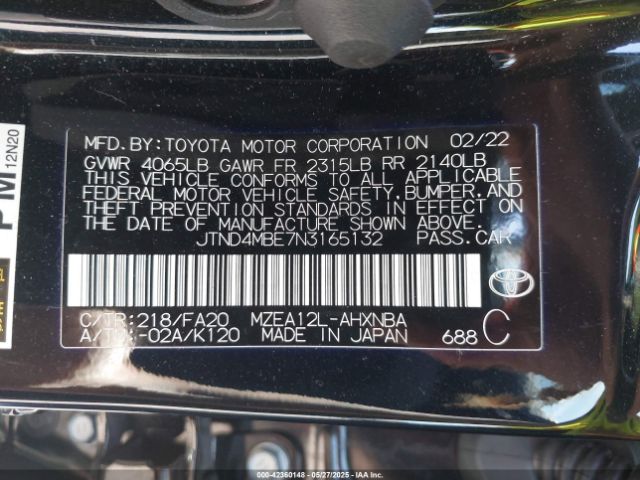 MFD.BY:TOYOTA MOTOR CORPORATION 02/22
GVWR 4065LB GAWR FR 2315LB RR 2140LB
THIS VEHICLE CONFORMS TO ALL APPLICABLE
FEDERAL MOTOR VEHICLE SAFETY,BUMPER,AND
THEFT PREVENTION STANDARDS IN EFFECT ON
THE DATE OF MANUFACTURE SHOWN ABOVE.
JTND4MBE7N3165132 PASS.CAR
C/TR:218/FA20 MZEA12L-AHXNBA
A/TM:-02A/K120 MADE IN JAPAN 688 C
PM 12N20
000-42360148 — 05/27/2025 — IAAI.COM